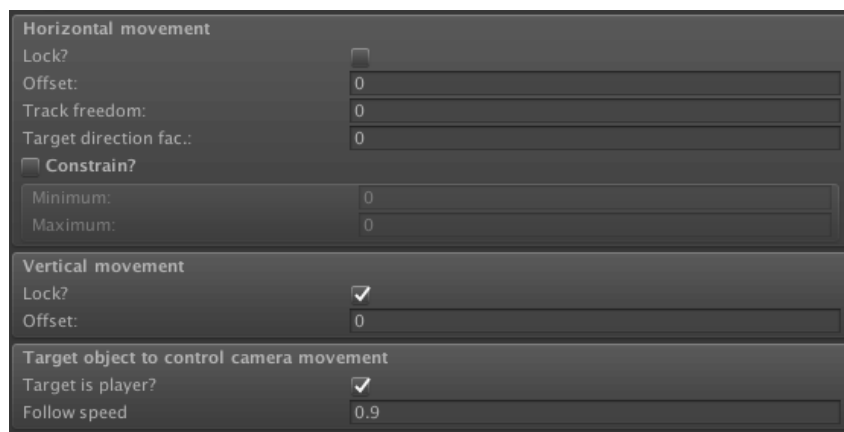 Horizontal movement
Lock?
Offset: 0
Track freedom: 0
Target direction fac.: 0
Constrain?
Minimum: 0
Maximum: 0
Vertical movement
Lock?
Offset: 0
Target object to control camera movement
Target is player?
Follow speed 0.9